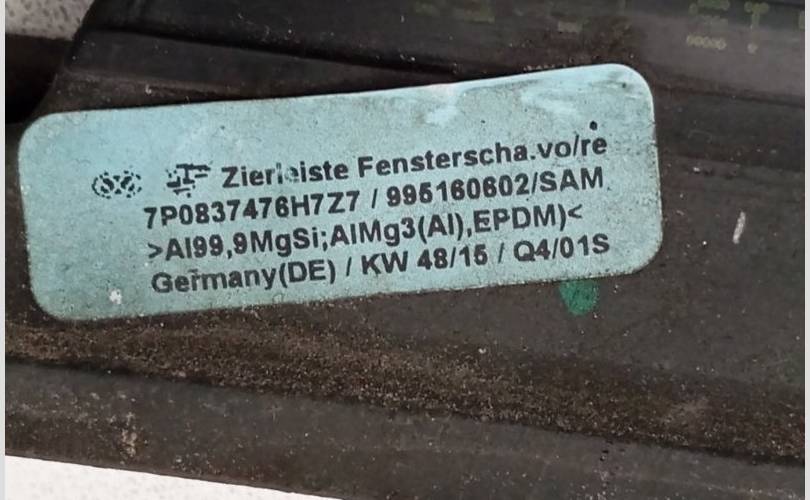 Zierleiste Fensterscha.vo/re
7P0837476H7Z7 / 995160602/SAM
>Al99,9MgSi;AlMg3(Al),EPDM)<
Germany(DE) / KW 48/15 / Q4/01S